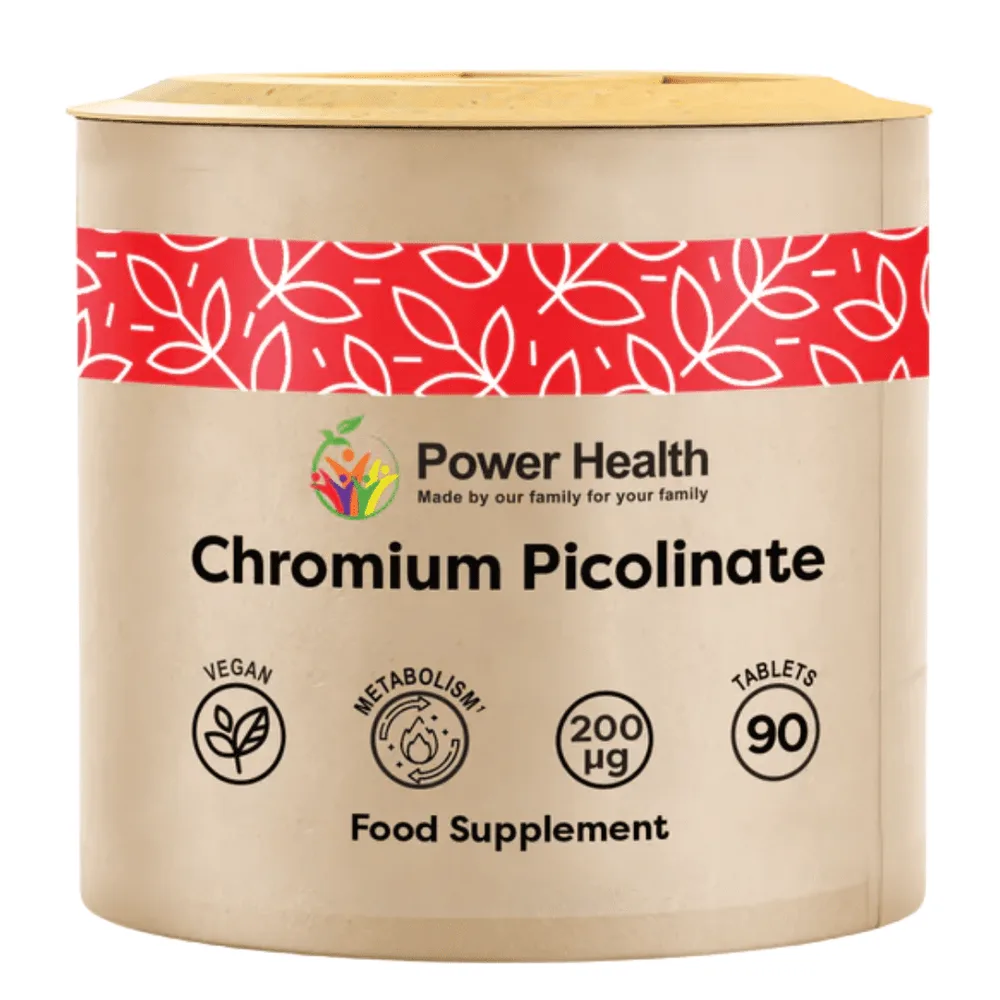 Power Health
Made by our family for your family
Chromium Picolinate
VEGAN
METABOLISM¹
200
µg
TABLETS
90
Food Supplement